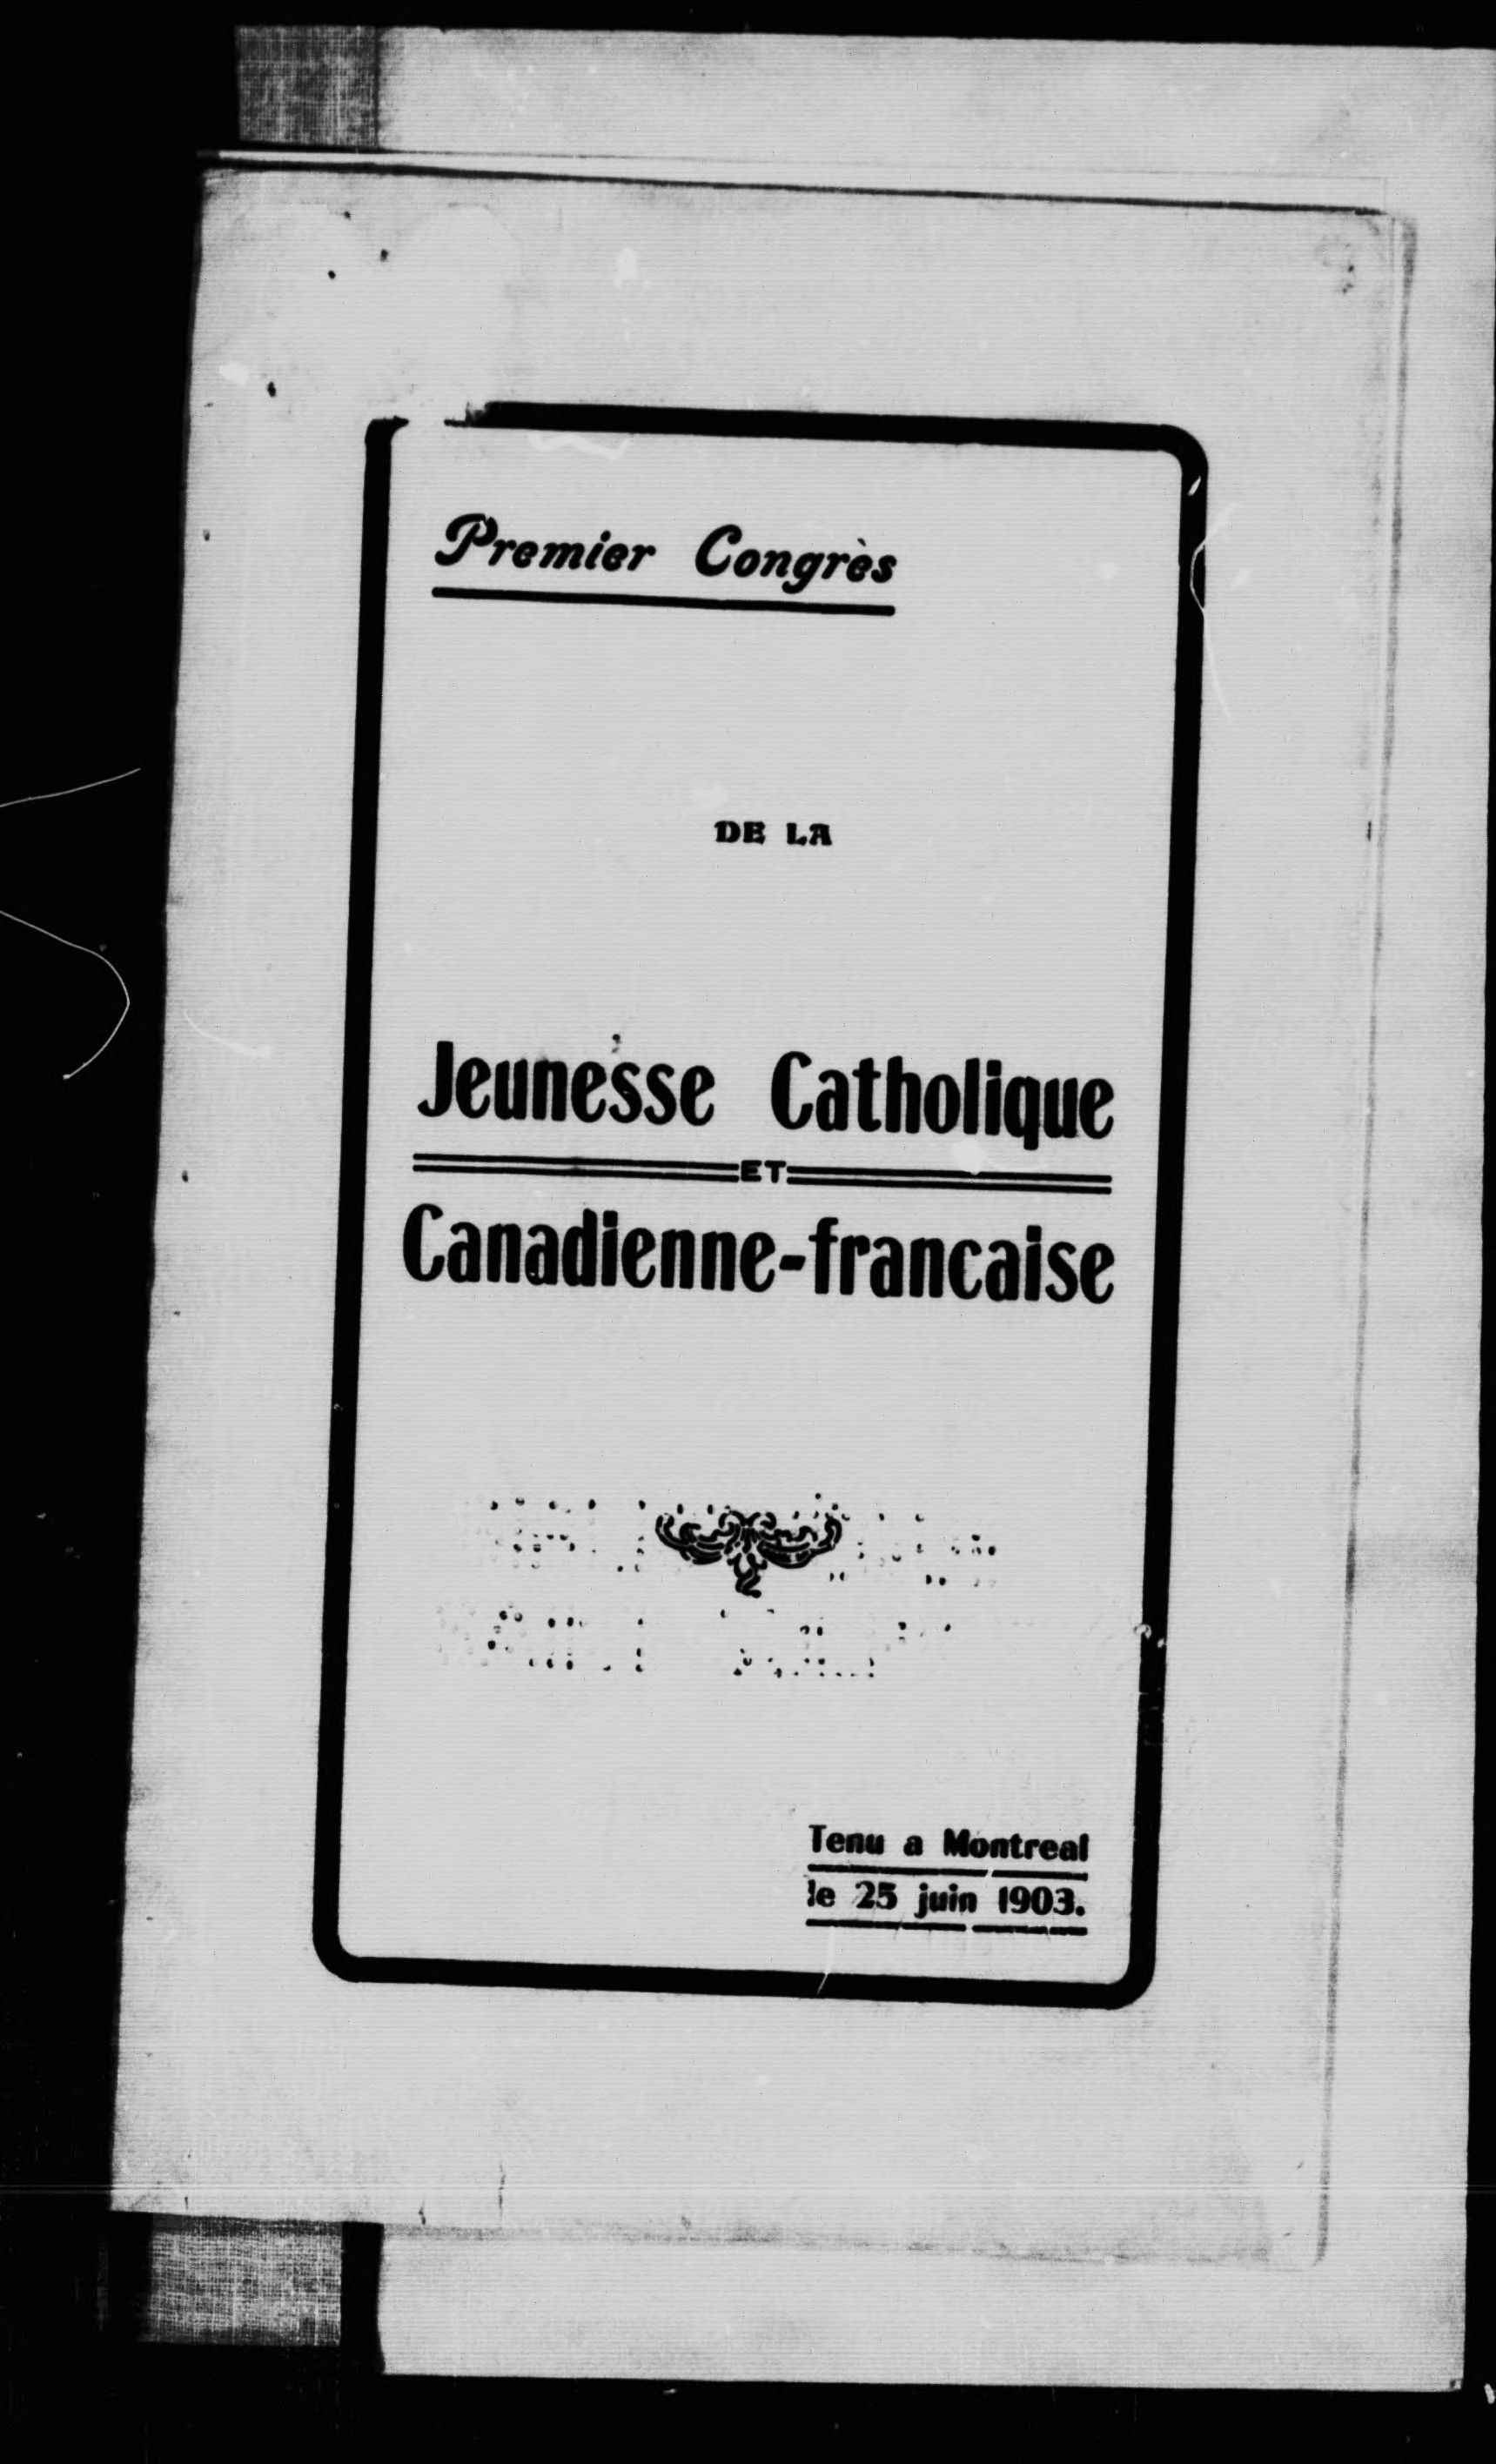 Premier Congrès
DE LA
Jeunesse Catholique
ET
Canadienne-francaise
Tenu a Montreal
le 25 juin 1903.